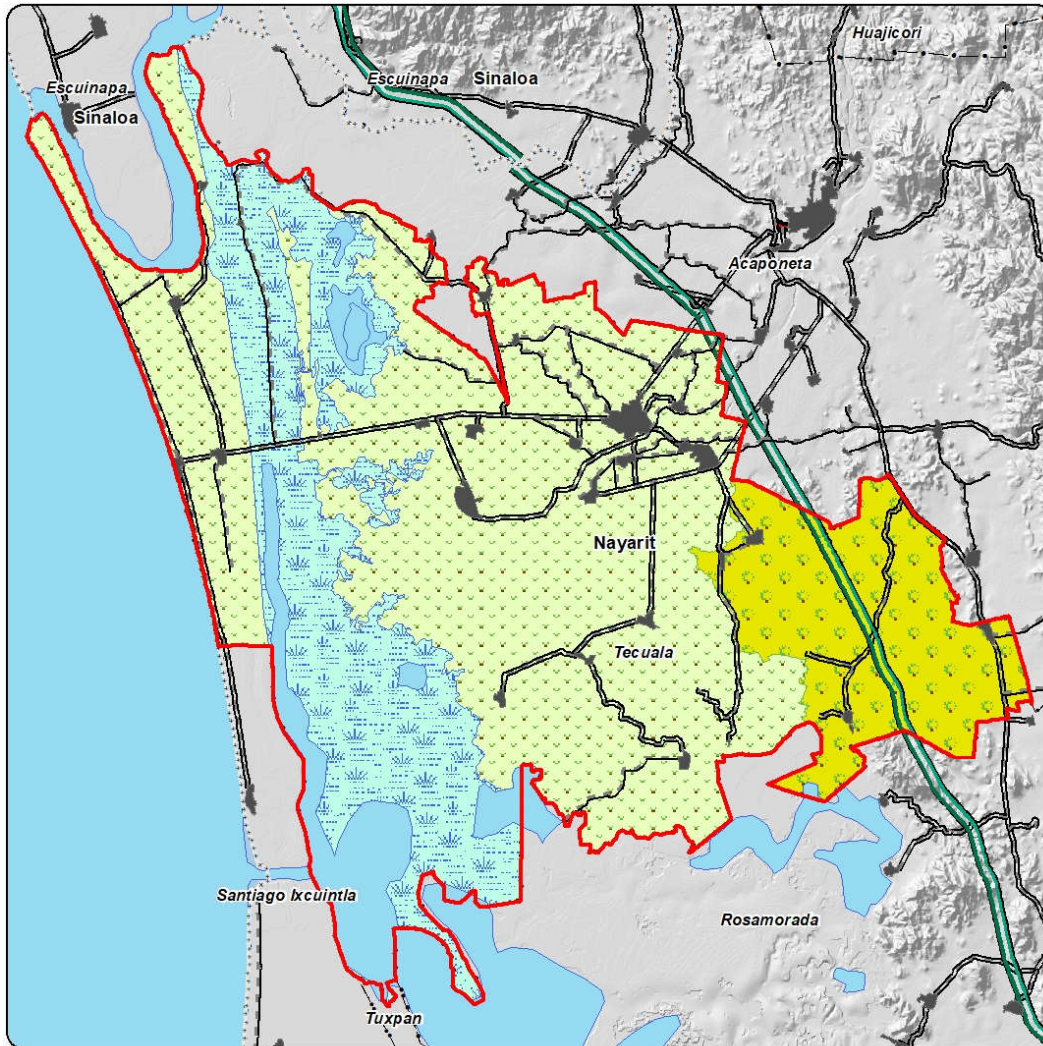 Huajicori
Escuinapa Sinaloa
Escuinapa
Sinaloa
Acaponeta
Nayarit
Tecuala
Santiago Ixcuintla
Rosamorada
Tuxpan